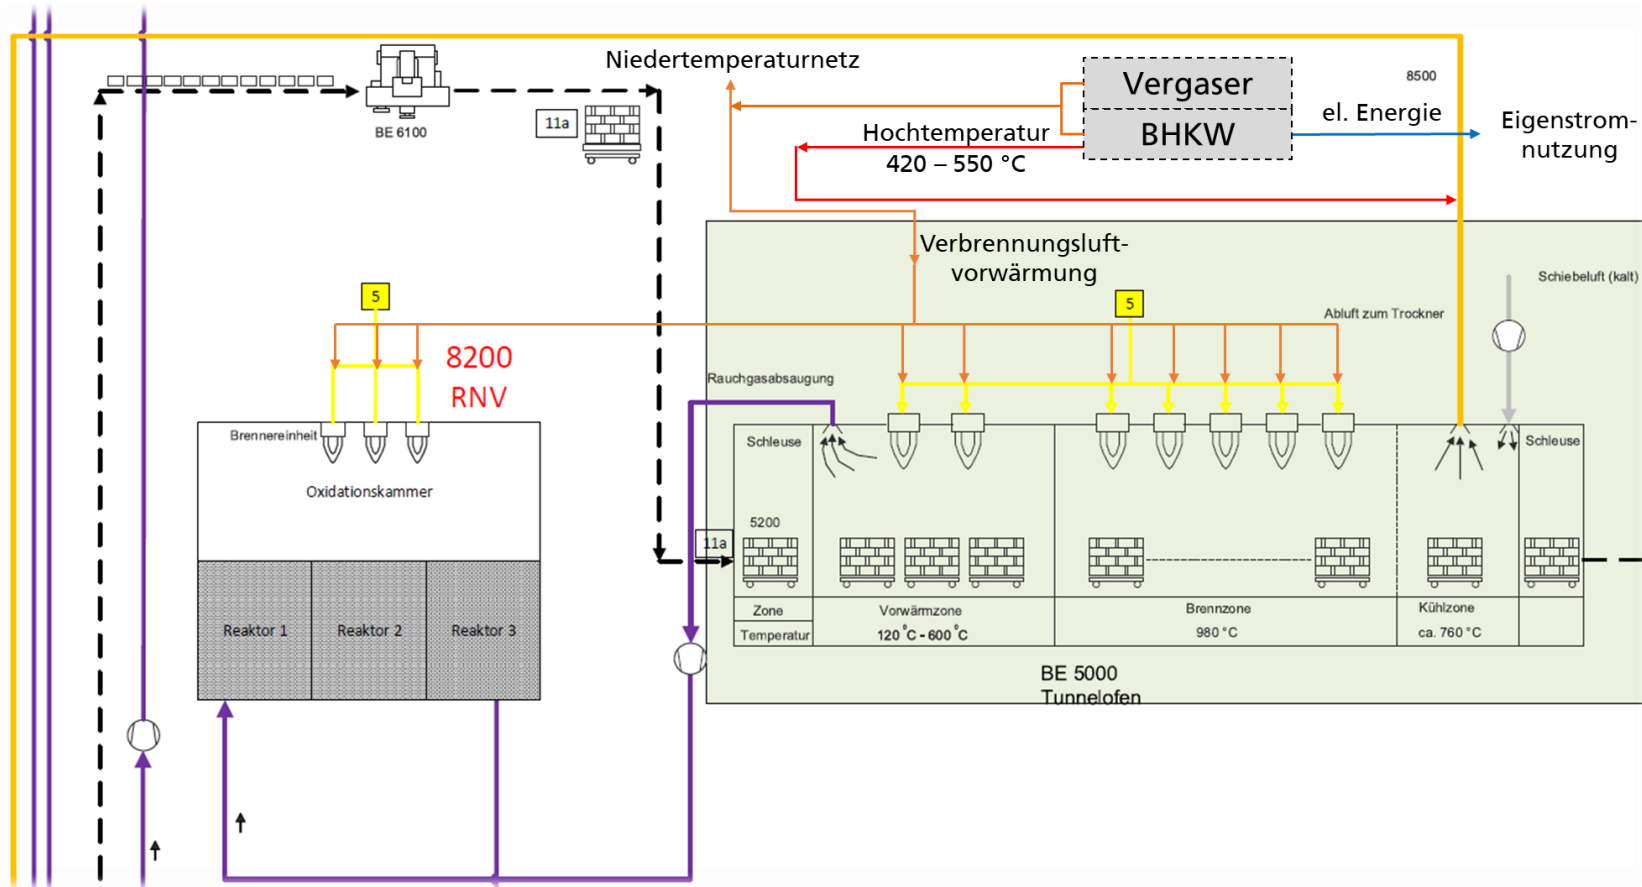 Niedertemperaturnetz
Vergaser
BHKW
8500
el. Energie
Eigenstrom-
nutzung
Hochtemperatur
420 – 550 °C
BE 6100
11a
Verbrennungsluft-
vorwärmung
Schiebeluft (kalt)
5
5
Abluft zum Trockner
8200
RNV
Rauchgasabsaugung
Brennereinheit
Schleuse
Schleuse
Oxidationskammer
5200
11a
Reaktor 1
Reaktor 2
Reaktor 3
Zone
Vorwärmzone
Brennzone
Kühlzone
Temperatur
120 °C - 600 °C
980 °C
ca. 760 °C
BE 5000
Tunnelofen